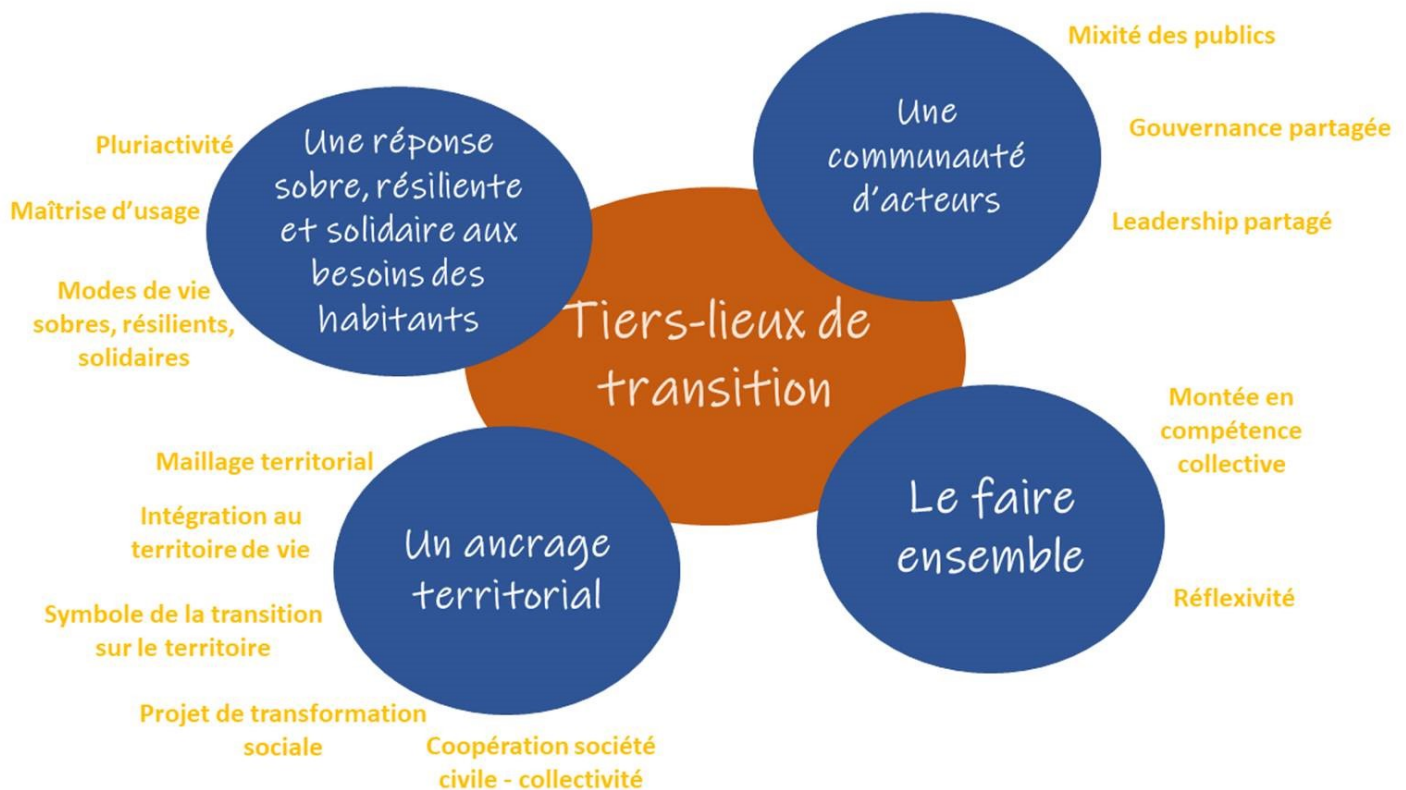 Pluriactivité
Maîtrise d’usage
Modes de vie
sobres, résilients,
solidaires
Une réponse
sobre, résiliente
et solidaire aux
besoins des
habitants
Mixité des publics
Gouvernance partagée
Leadership partagé
Une
communauté
d’acteurs
Tiers-lieux de
transition
Maillage territorial
Intégration au
territoire de vie
Symbole de la transition
sur le territoire
Projet de transformation
sociale
Coopération société
civile - collectivité
Un ancrage
territorial
Le faire
ensemble
Montée en
compétence
collective
Réflexivité